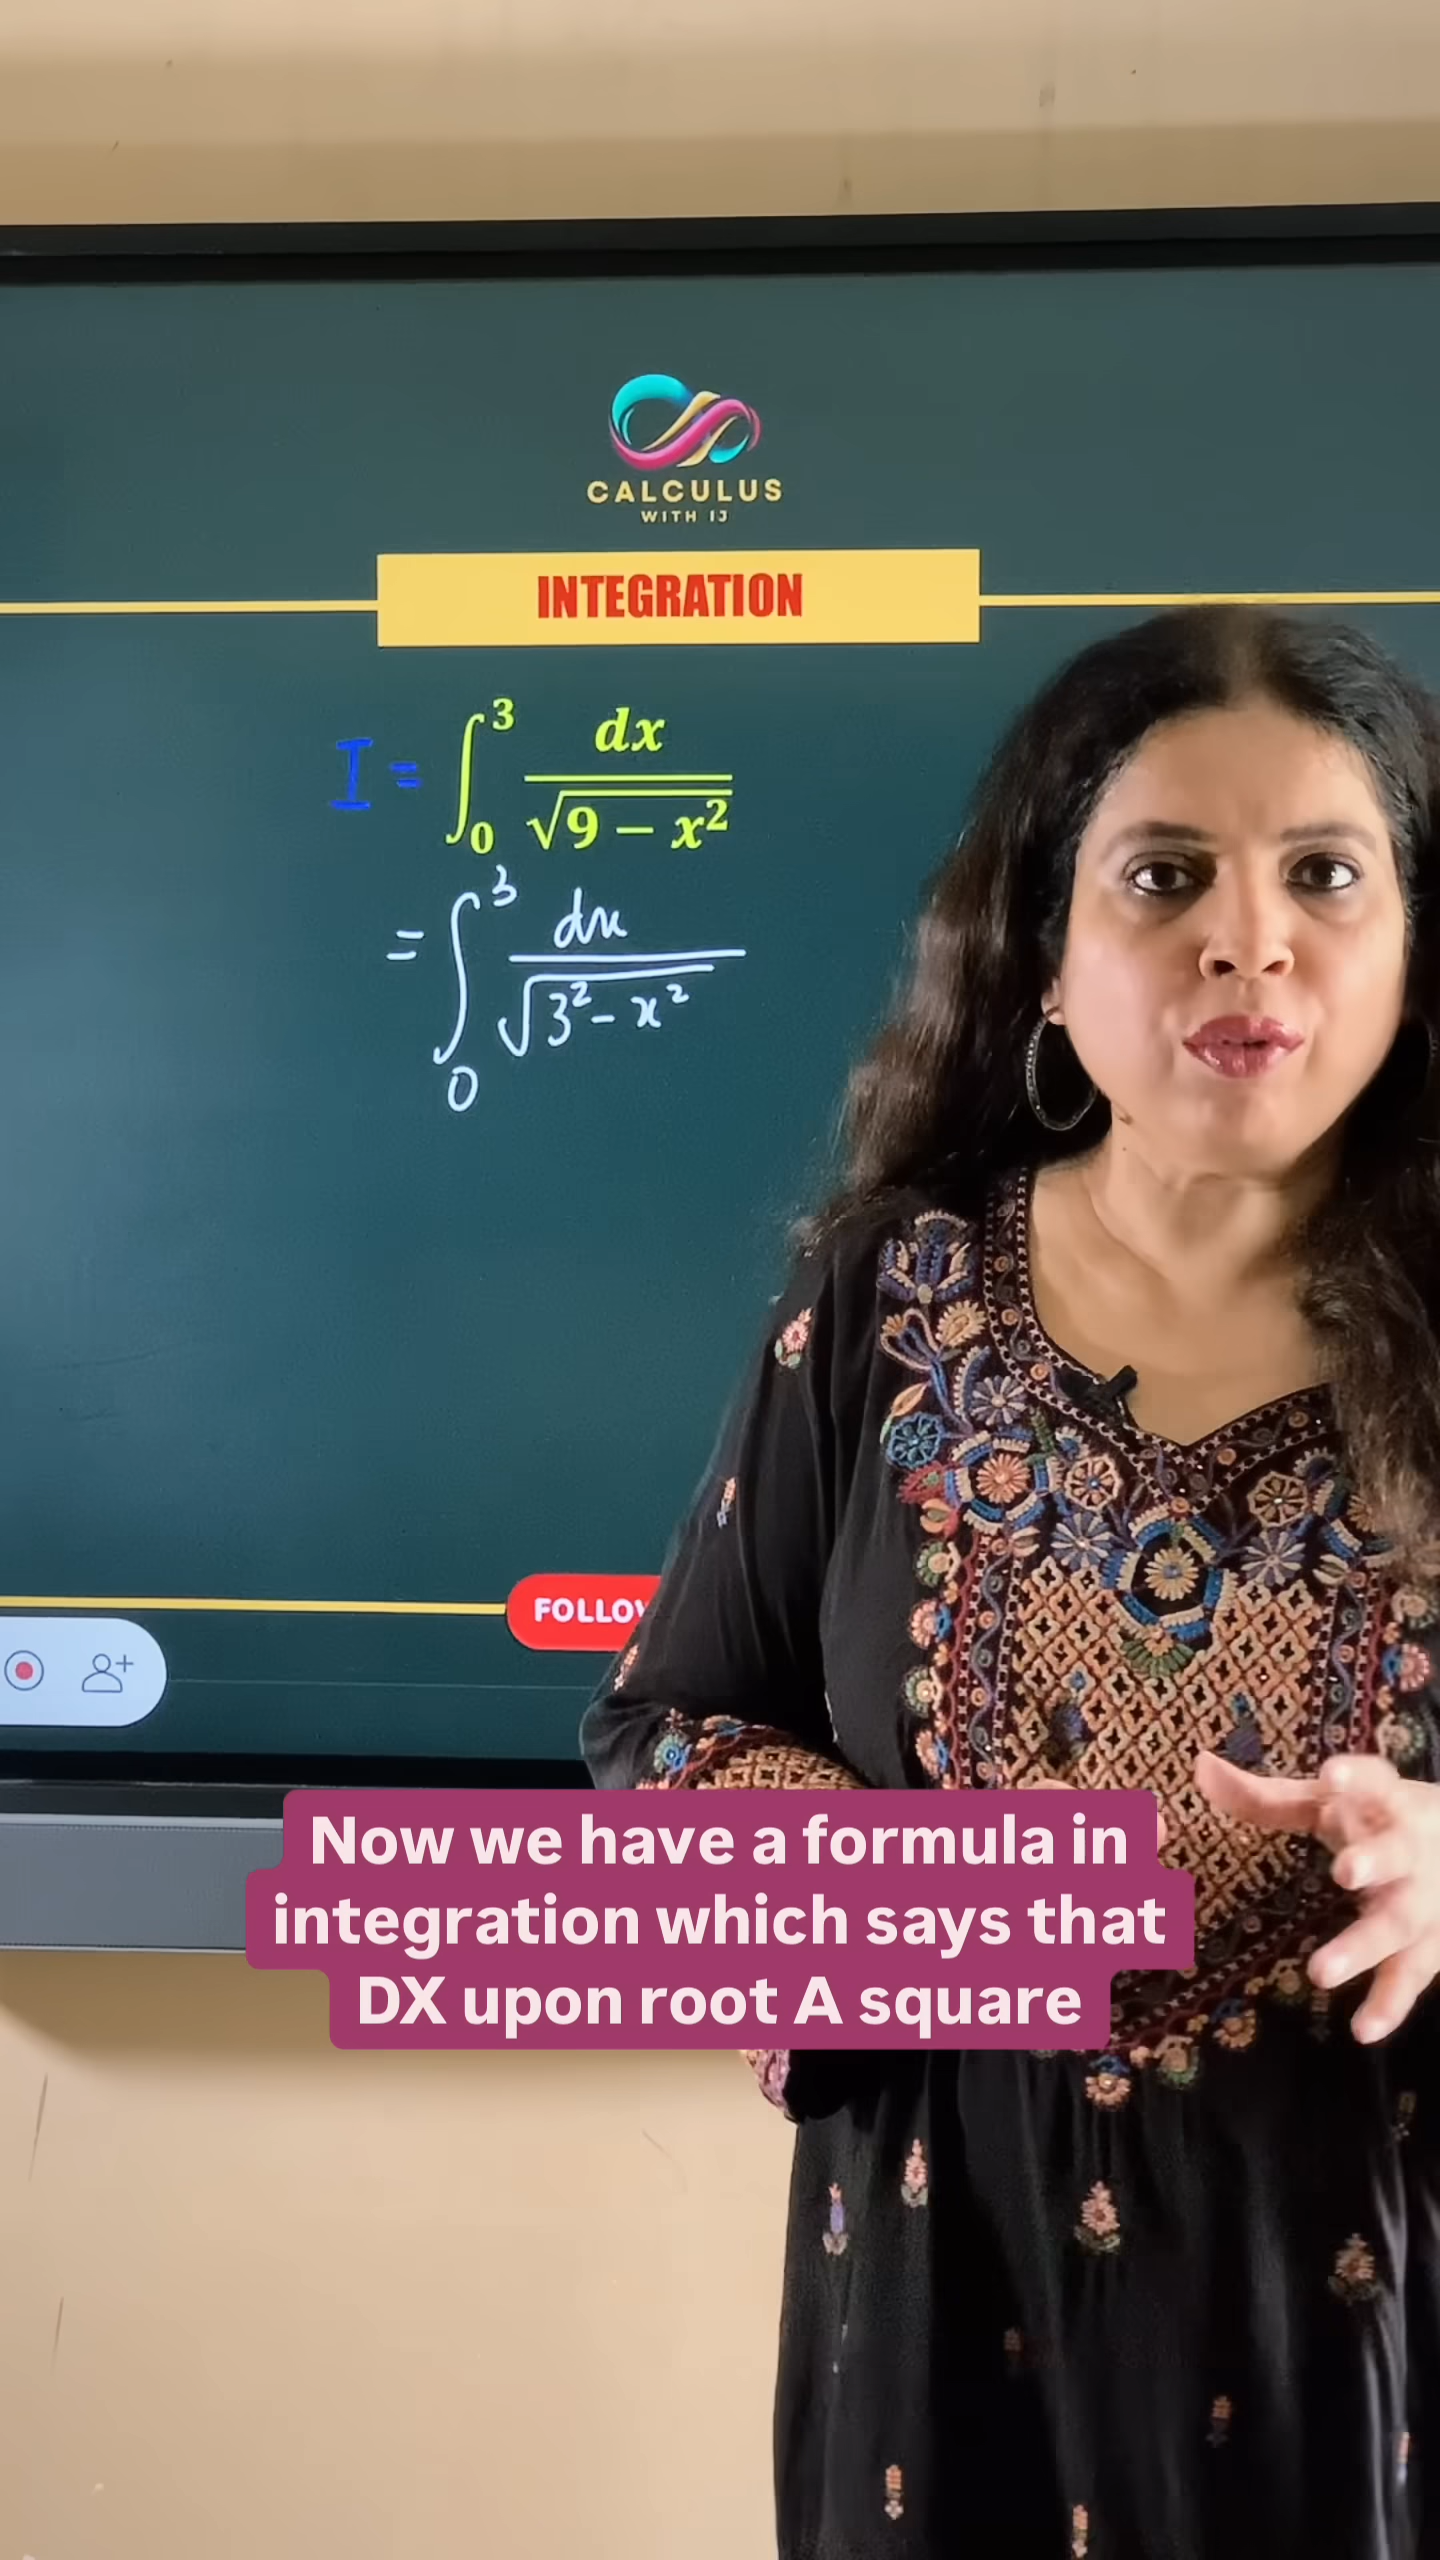 CALCULUS
WITH IJ
INTEGRATION
I = ∫₀³ dx / √(9 − x²)
= ∫₀³ dx / √(3² − x²)
FOLLOW
Now we have a formula in
integration which says that
DX upon root A square